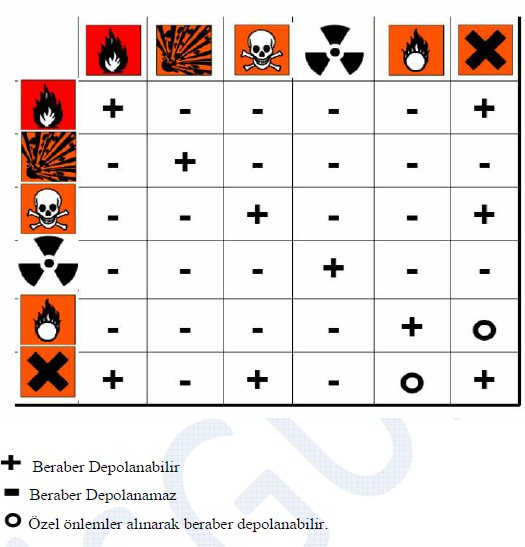 + - - - - +
- + - - - -
- - + - - +
- - - + - -
- - - - + O
+ - + - O +
+ Beraber Depolanabilir
- Beraber Depolanamaz
O Özel önlemler alınarak beraber depolanabilir.